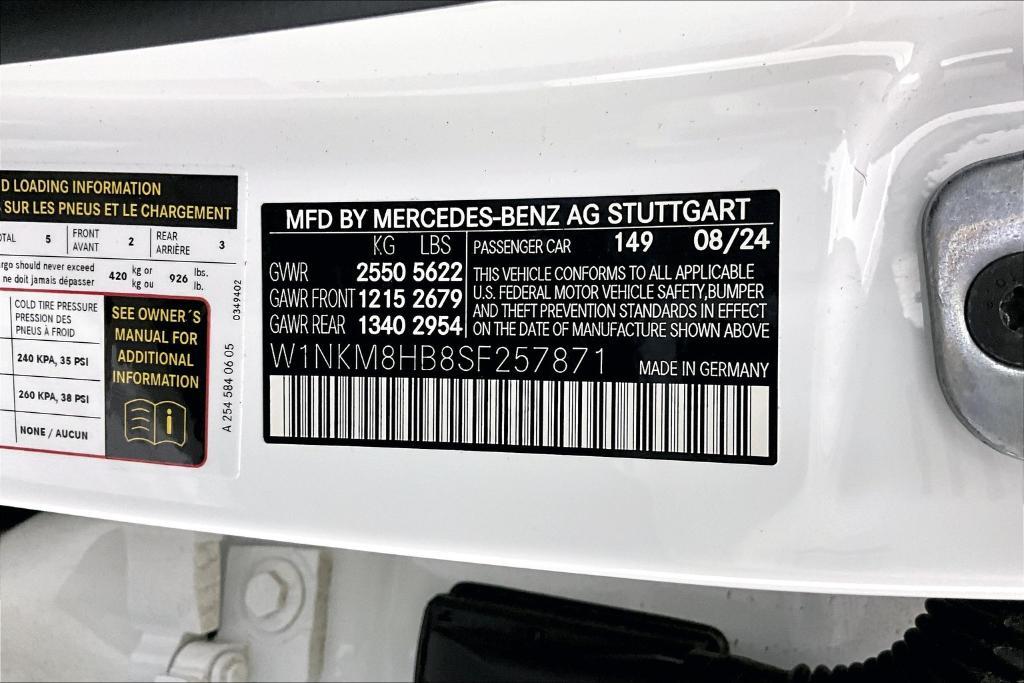 D LOADING INFORMATION
SUR LES PNEUS ET LE CHARGEMENT
OTAL 5 FRONT AVANT 2 REAR ARRIÈRE 3
rgo should never exceed 420 kg or 926 lbs.
ne doit jamais dépasser kg ou lb.
COLD TIRE PRESSURE
PRESSION DES
PNEUS À FROID
240 KPA, 35 PSI
260 KPA, 38 PSI
NONE / AUCUN
SEE OWNER´S
MANUAL FOR
ADDITIONAL
INFORMATION
i
0349402
A 254 584 06 05
MFD BY MERCEDES-BENZ AG STUTTGART
KG LBS
GVWR 2550 5622
GAWR FRONT 1215 2679
GAWR REAR 1340 2954
PASSENGER CAR 149 08/24
THIS VEHICLE CONFORMS TO ALL APPLICABLE
U.S. FEDERAL MOTOR VEHICLE SAFETY,BUMPER
AND THEFT PREVENTION STANDARDS IN EFFECT
ON THE DATE OF MANUFACTURE SHOWN ABOVE
W1NKM8HB8SF257871 MADE IN GERMANY